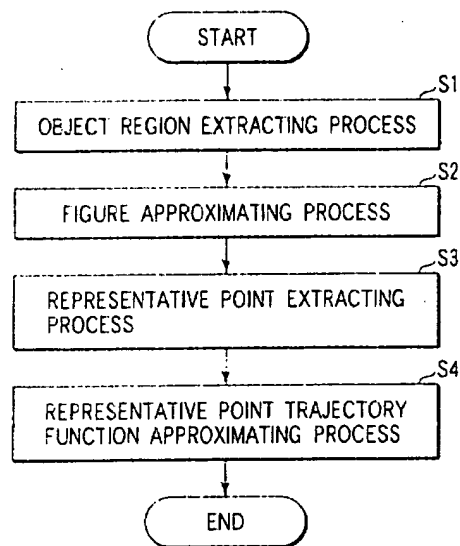 START
S1
OBJECT REGION EXTRACTING PROCESS
S2
FIGURE APPROXIMATING PROCESS
S3
REPRESENTATIVE POINT EXTRACTING
PROCESS
S4
REPRESENTATIVE POINT TRAJECTORY
FUNCTION APPROXIMATING PROCESS
END